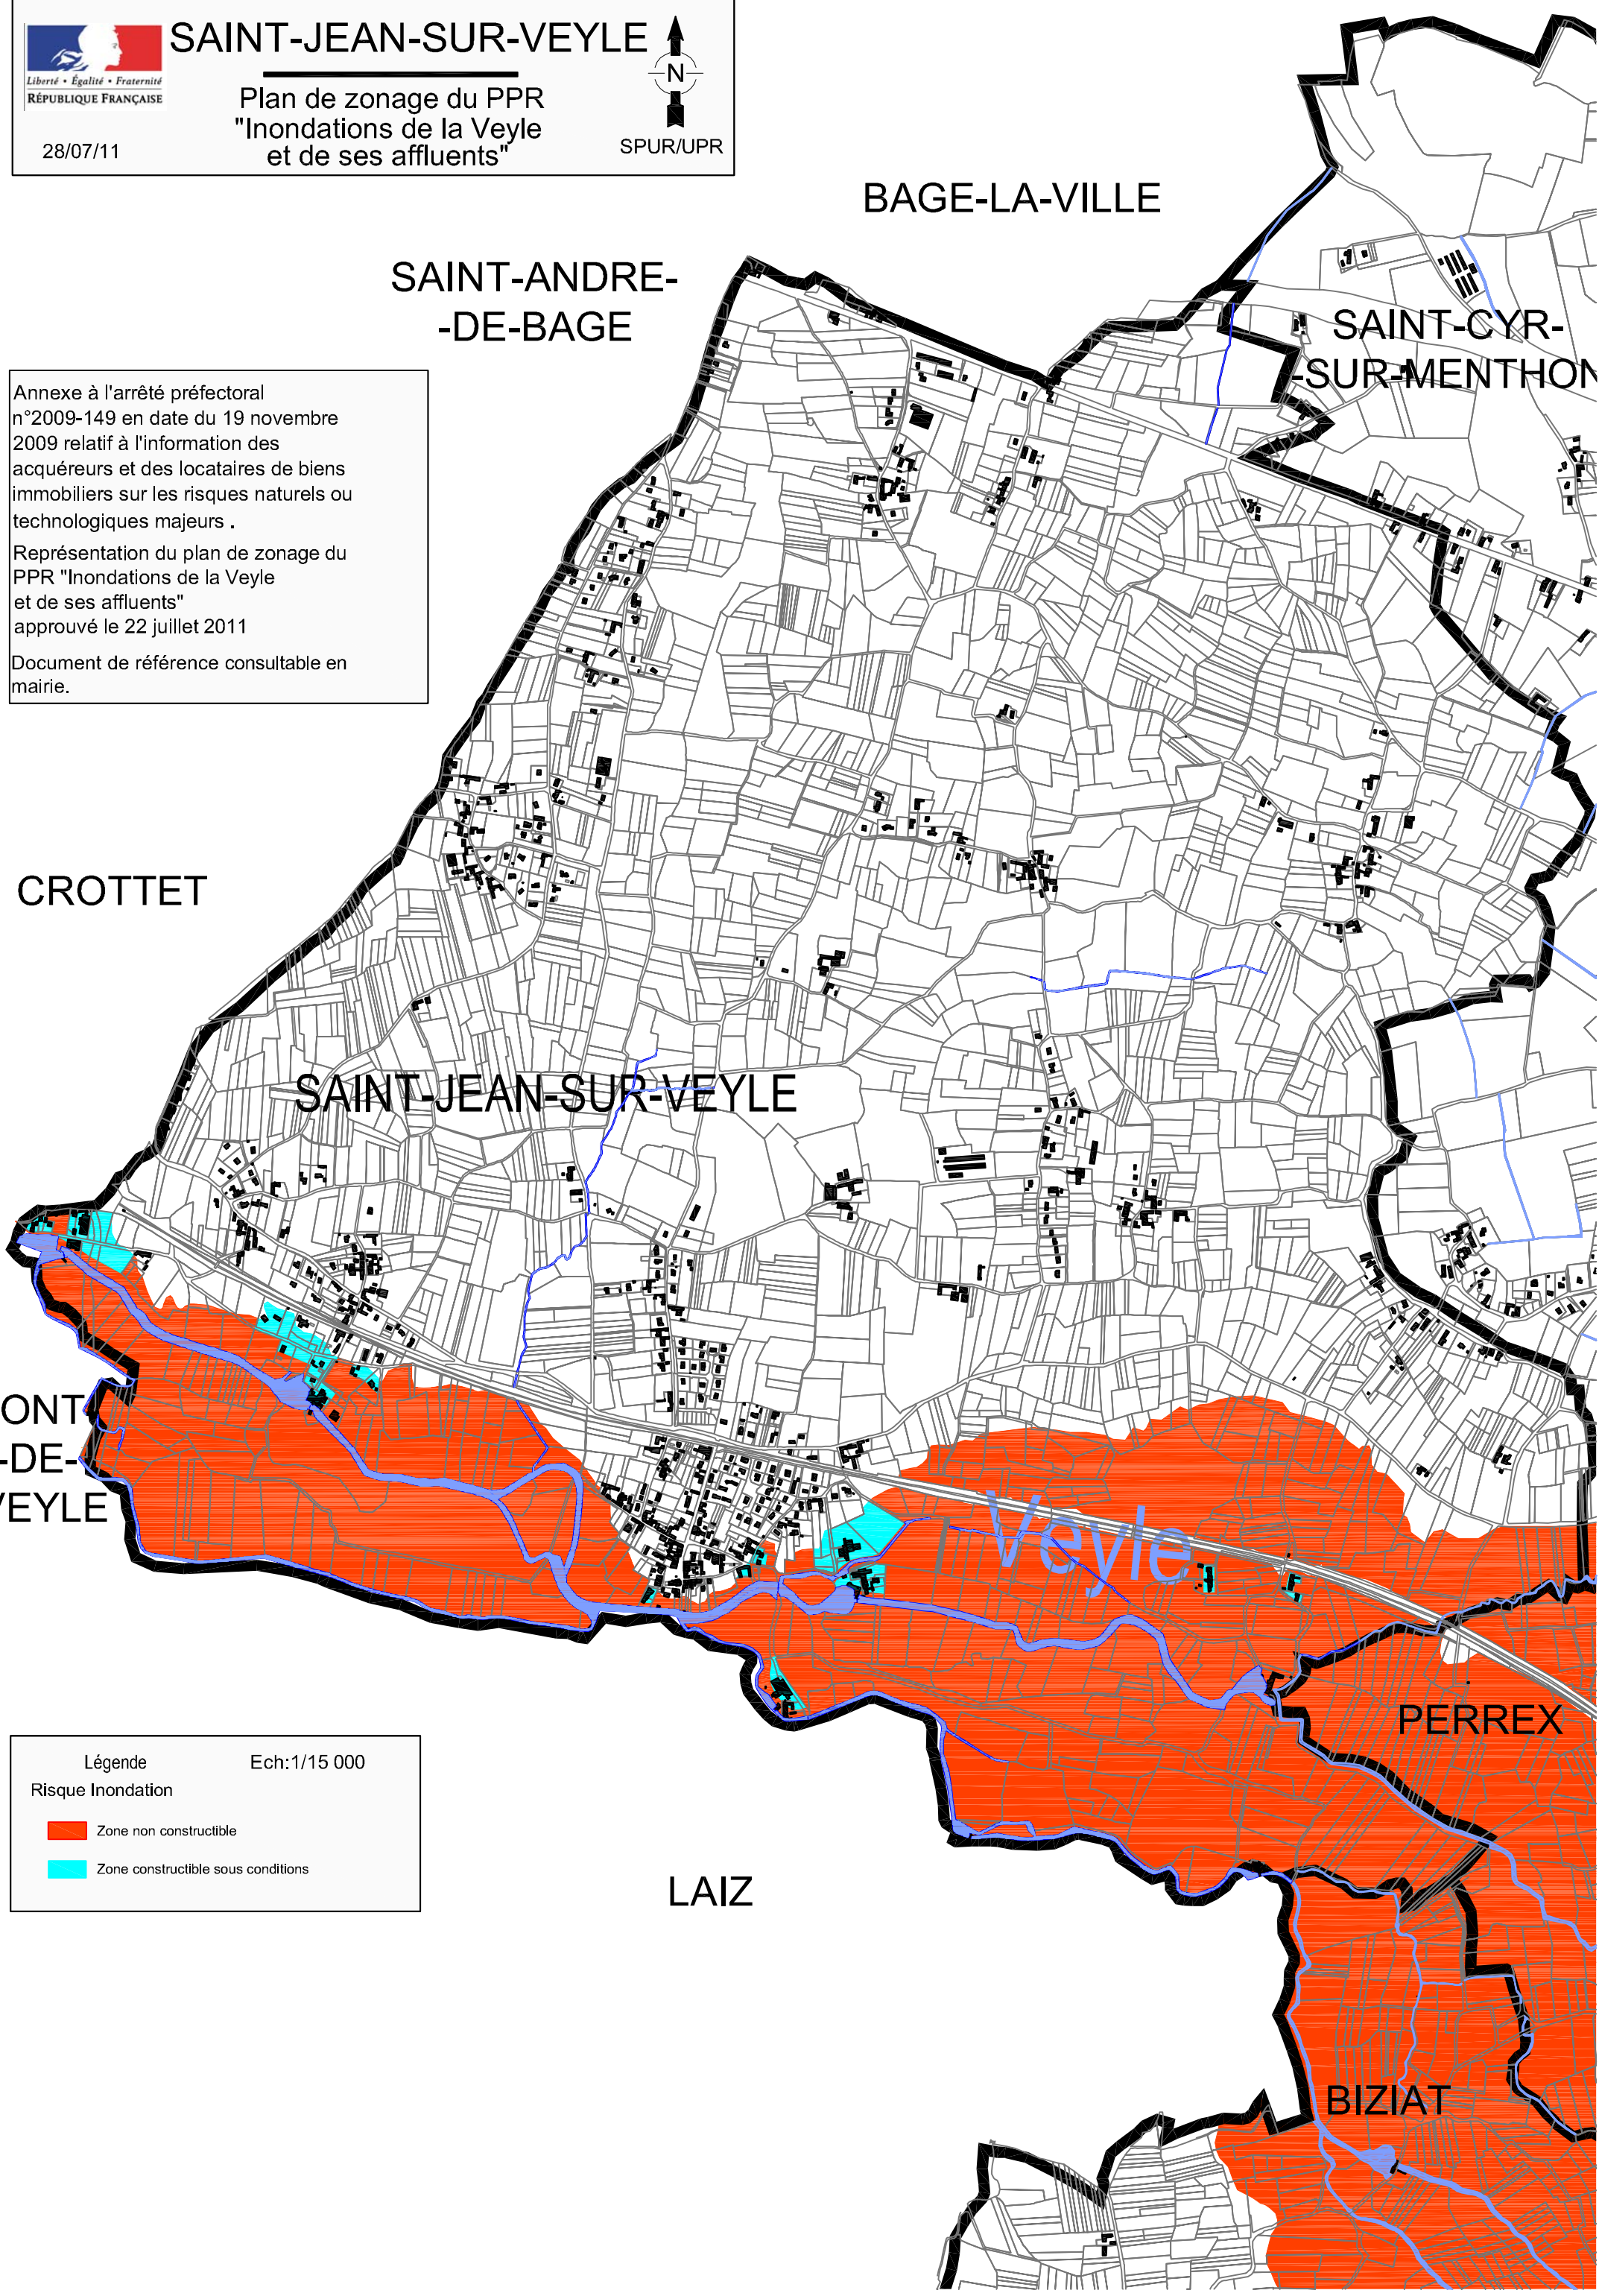 SAINT-JEAN-SUR-VEYLE
Liberté • Égalité • Fraternité
RÉPUBLIQUE FRANÇAISE
Plan de zonage du PPR
"Inondations de la Veyle
et de ses affluents"
28/07/11
N
SPUR/UPR
BAGE-LA-VILLE
SAINT-ANDRE-
-DE-BAGE
SAINT-CYR-
-SUR-MENTHON
Annexe à l'arrêté préfectoral
n°2009-149 en date du 19 novembre
2009 relatif à l'information des
acquéreurs et des locataires de biens
immobiliers sur les risques naturels ou
technologiques majeurs .
Représentation du plan de zonage du
PPR "Inondations de la Veyle
et de ses affluents"
approuvé le 22 juillet 2011
Document de référence consultable en
mairie.
CROTTET
SAINT-JEAN-SUR-VEYLE
ONT-
-DE-
VEYLE
Veyle
PERREX
Légende Ech:1/15 000
Risque Inondation
Zone non constructible
Zone constructible sous conditions
LAIZ
BIZIAT